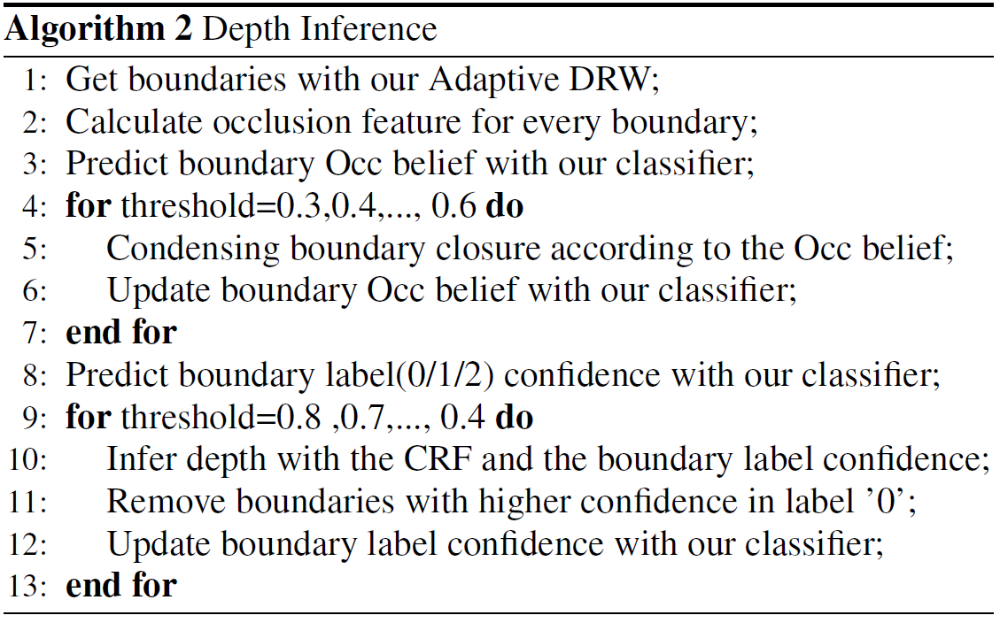 Algorithm 2 Depth Inference
1: Get boundaries with our Adaptive DRW;
2: Calculate occlusion feature for every boundary;
3: Predict boundary Occ belief with our classifier;
4: for threshold=0.3,0.4,..., 0.6 do
5: Condensing boundary closure according to the Occ belief;
6: Update boundary Occ belief with our classifier;
7: end for
8: Predict boundary label(0/1/2) confidence with our classifier;
9: for threshold=0.8 ,0.7,..., 0.4 do
10: Infer depth with the CRF and the boundary label confidence;
11: Remove boundaries with higher confidence in label ’0’;
12: Update boundary label confidence with our classifier;
13: end for